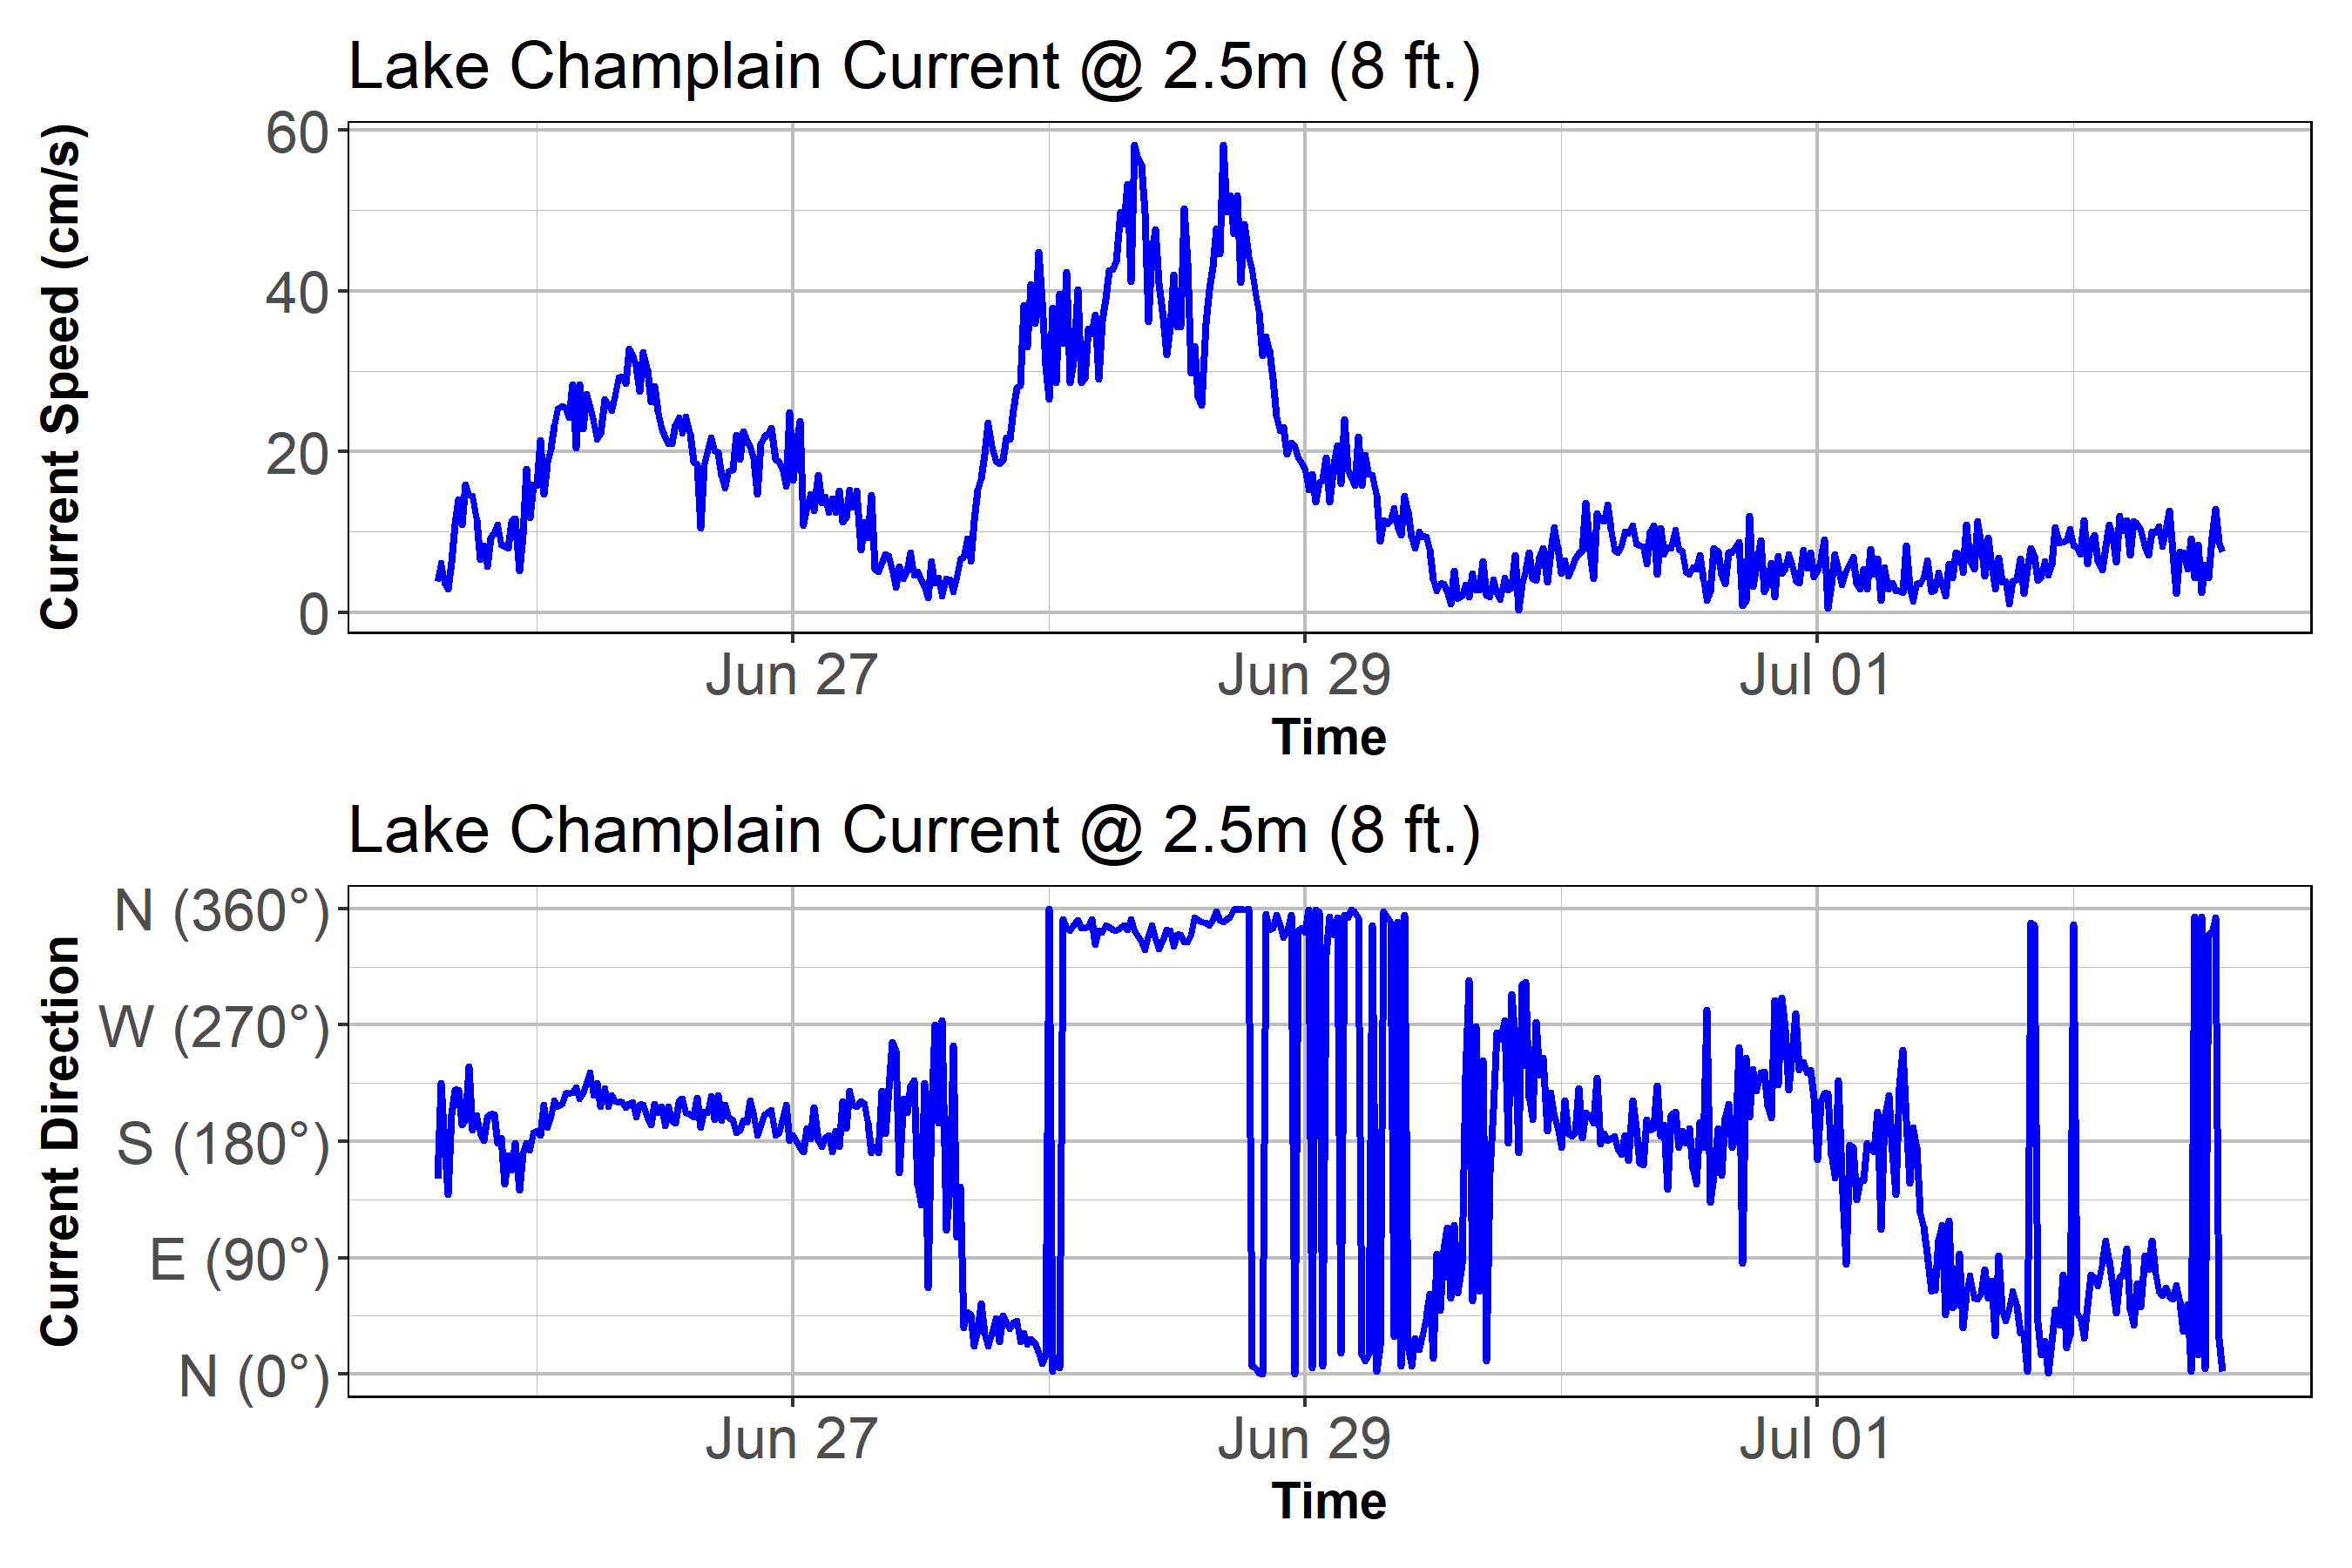 Lake Champlain Current @ 2.5m (8 ft.)
Current Speed (cm/s)
60
40
20
0
Jun 27 Jun 29 Jul 01
Time
Lake Champlain Current @ 2.5m (8 ft.)
Current Direction
N (360°)
W (270°)
S (180°)
E (90°)
N (0°)
Jun 27 Jun 29 Jul 01
Time